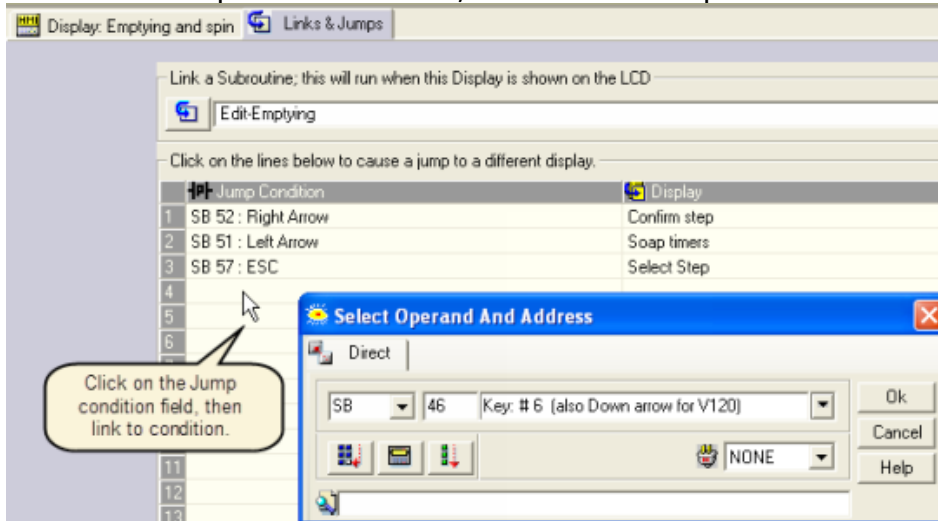 Display: Emptying and spin Links & Jumps
Link a Subroutine; this will run when this Display is shown on the LCD
Edit-Emptying
Click on the lines below to cause a jump to a different display.
Jump Condition Display
1 SB 52 : Right Arrow Confirm step
2 SB 51 : Left Arrow Soap timers
3 SB 57 : ESC Select Step
4
5
Select Operand And Address
6
Direct
Click on the Jump
condition field, then
link to condition.
SB 46 Key: # 6 (also Down arrow for V120) Ok
Cancel
NONE
Help
11
12
13